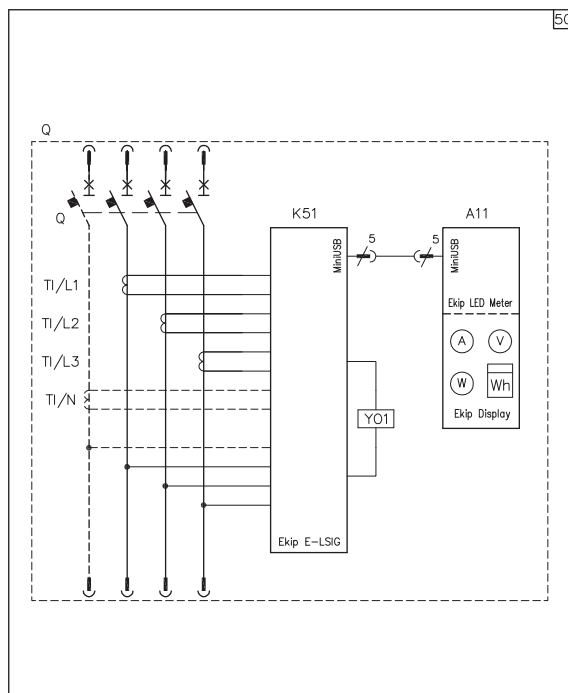 50
Q
Q
K51
A11
MiniUSB
5
5
MiniUSB
TI/L1
TI/L2
TI/L3
TI/N
Ekip LED Meter
A
V
W
Wh
Ekip Display
YO1
Ekip E-LSIG